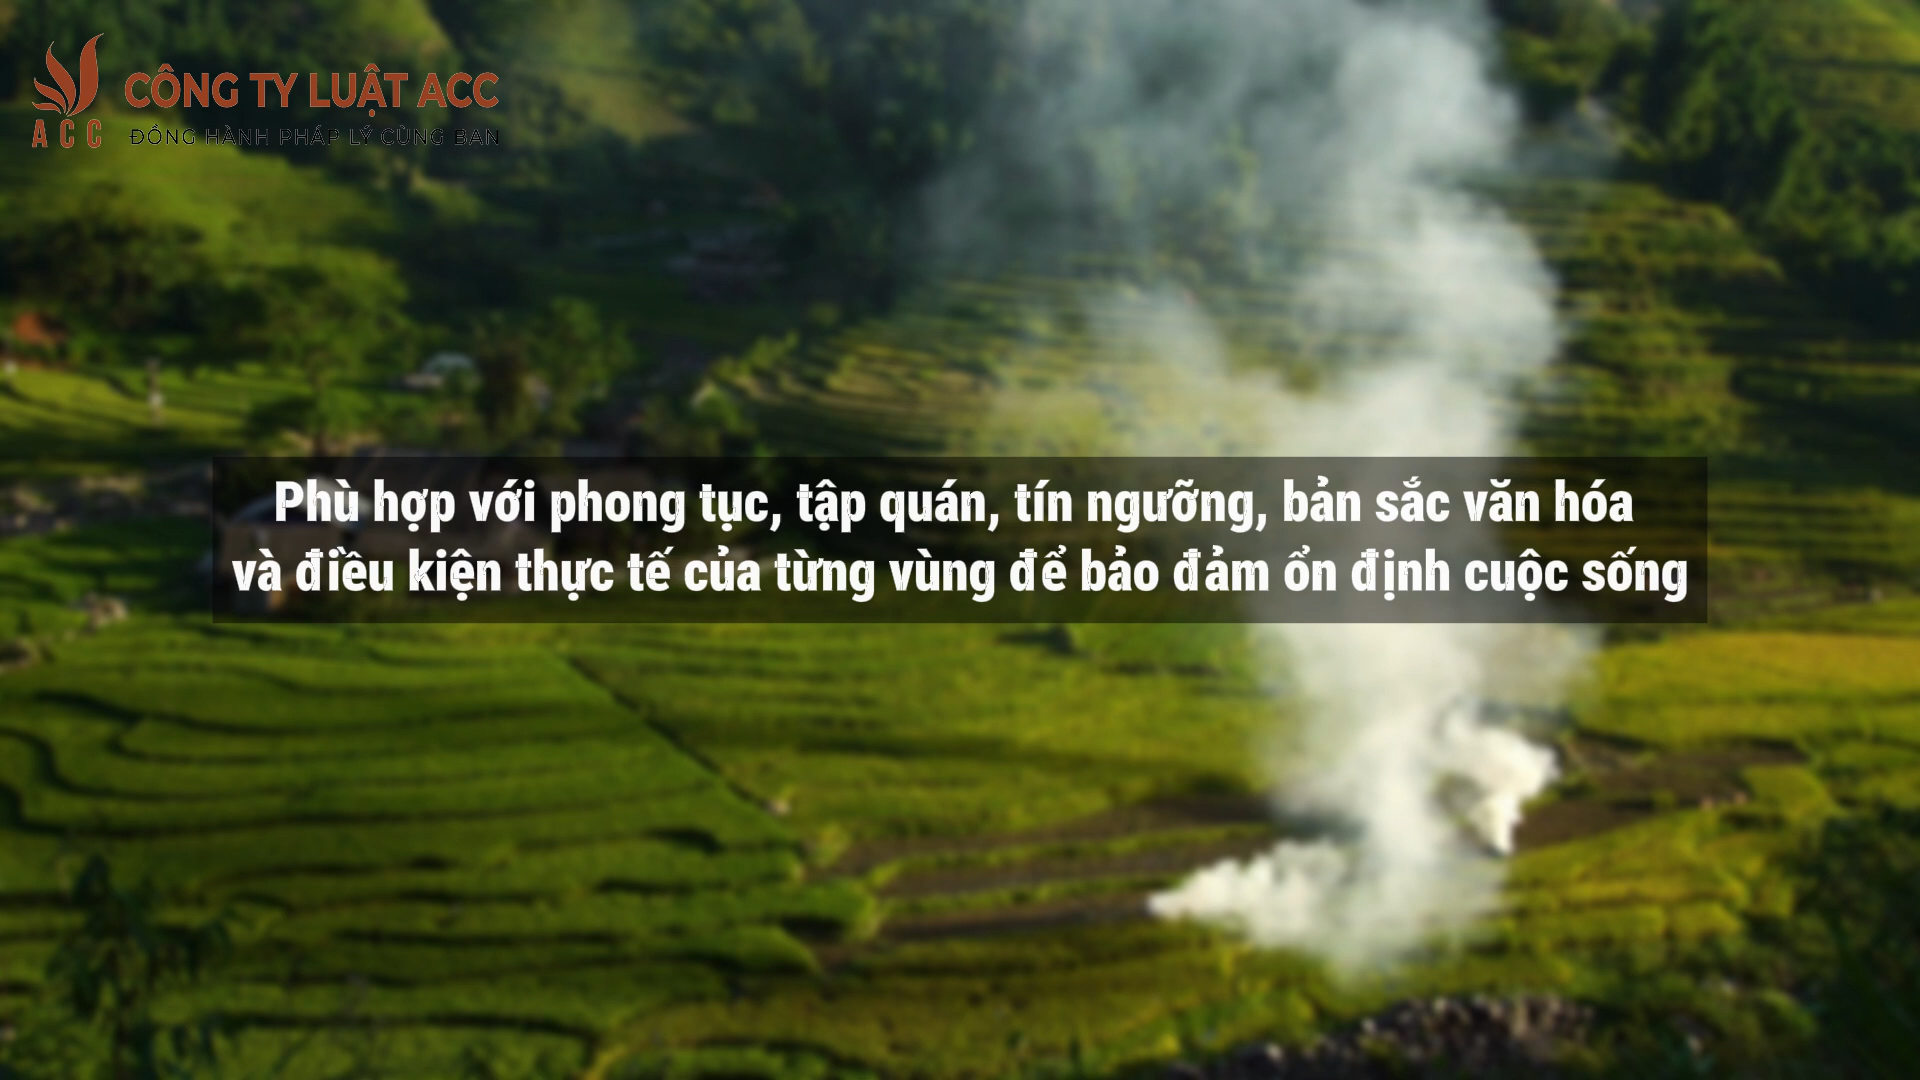 ACC
CÔNG TY LUẬT ACC
ĐỒNG HÀNH PHÁP LÝ CÙNG BẠN
Phù hợp với phong tục, tập quán, tín ngưỡng, bản sắc văn hóa
và điều kiện thực tế của từng vùng để bảo đảm ổn định cuộc sống